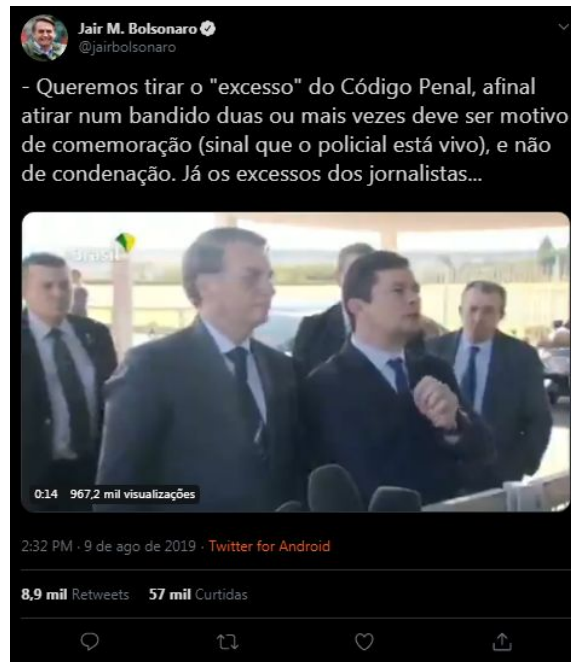 Jair M. Bolsonaro
@jairbolsonaro
- Queremos tirar o "excesso" do Código Penal, afinal
atirar num bandido duas ou mais vezes deve ser motivo
de comemoração (sinal que o policial está vivo), e não
de condenação. Já os excessos dos jornalistas...
Brasil
0:14 967,2 mil visualizações
2:32 PM · 9 de ago de 2019 · Twitter for Android
8,9 mil Retweets 57 mil Curtidas